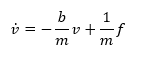 v̇ = −b/m v + 1/m f